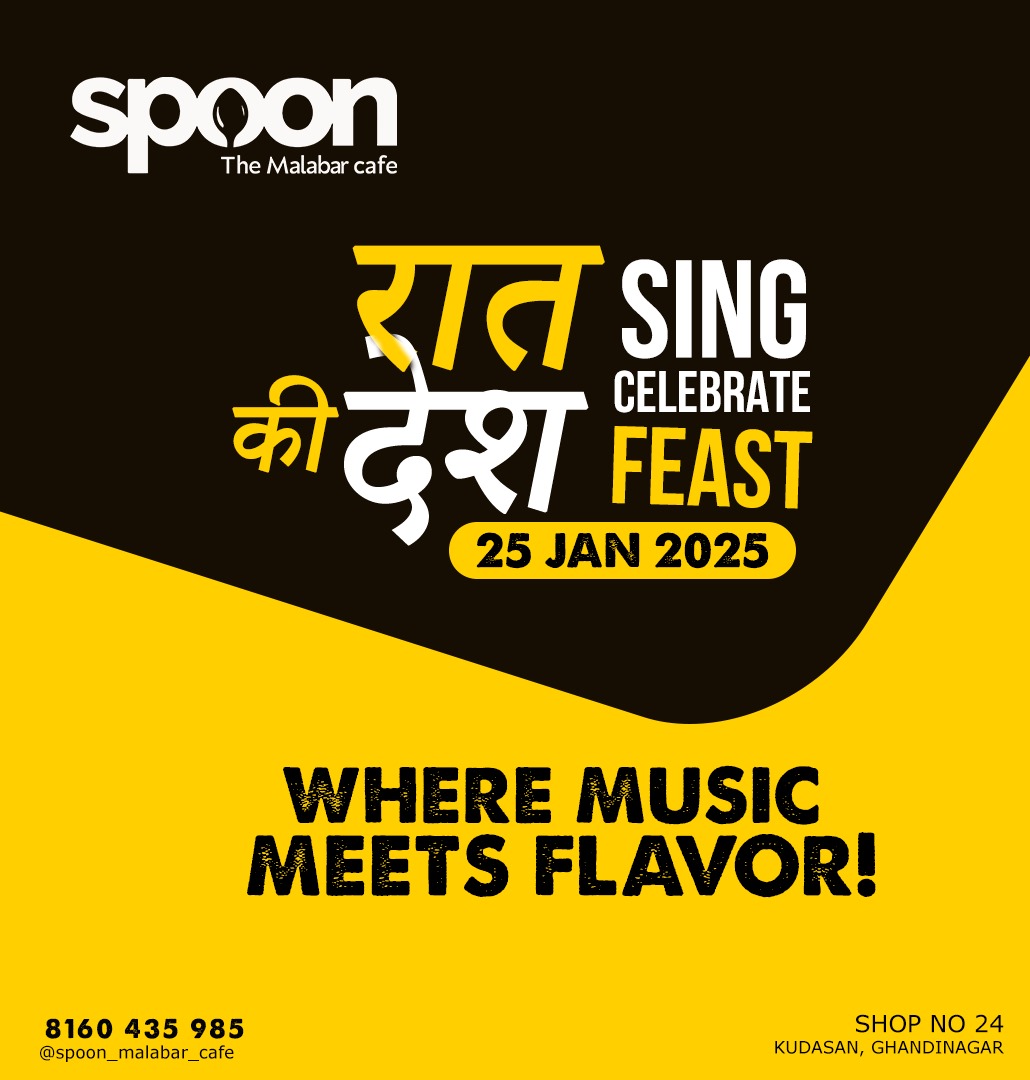 spoon
The Malabar cafe
रात
की देश
SING
CELEBRATE
FEAST
25 JAN 2025
WHERE MUSIC
MEETS FLAVOR!
8160 435 985
@spoon_malabar_cafe
SHOP NO 24
KUDASAN, GHANDINAGAR